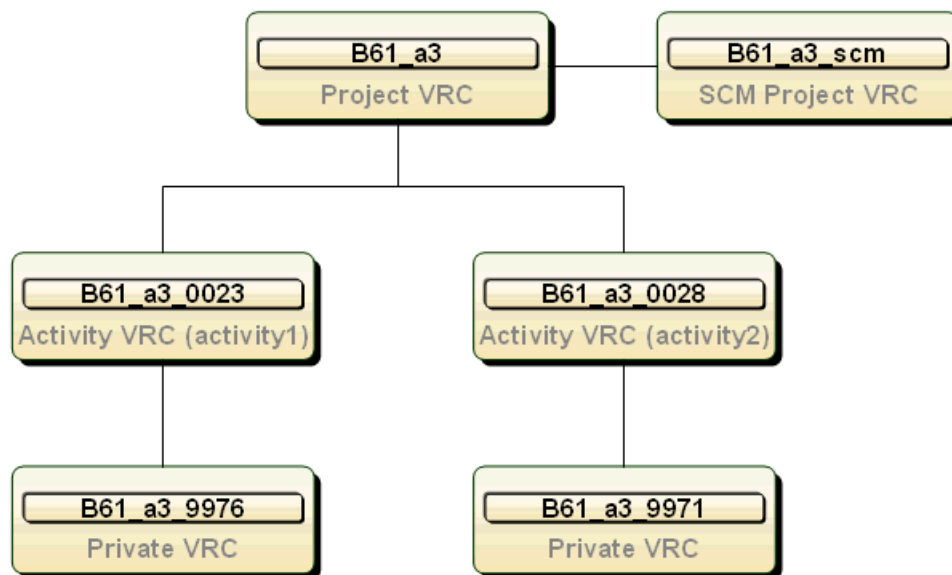 B61_a3
Project VRC
B61_a3_scm
SCM Project VRC
B61_a3_0023
Activity VRC (activity1)
B61_a3_0028
Activity VRC (activity2)
B61_a3_9976
Private VRC
B61_a3_9971
Private VRC